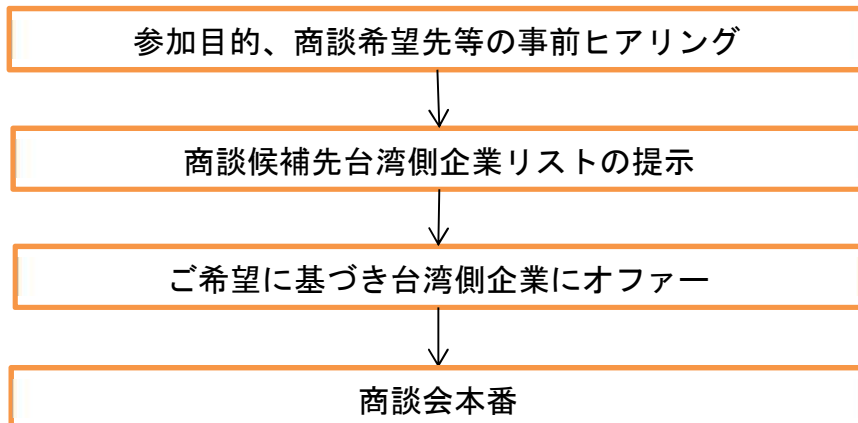 参加目的、商談希望先等の事前ヒアリング
商談候補先台湾側企業リストの提示
ご希望に基づき台湾側企業にオファー
商談会本番